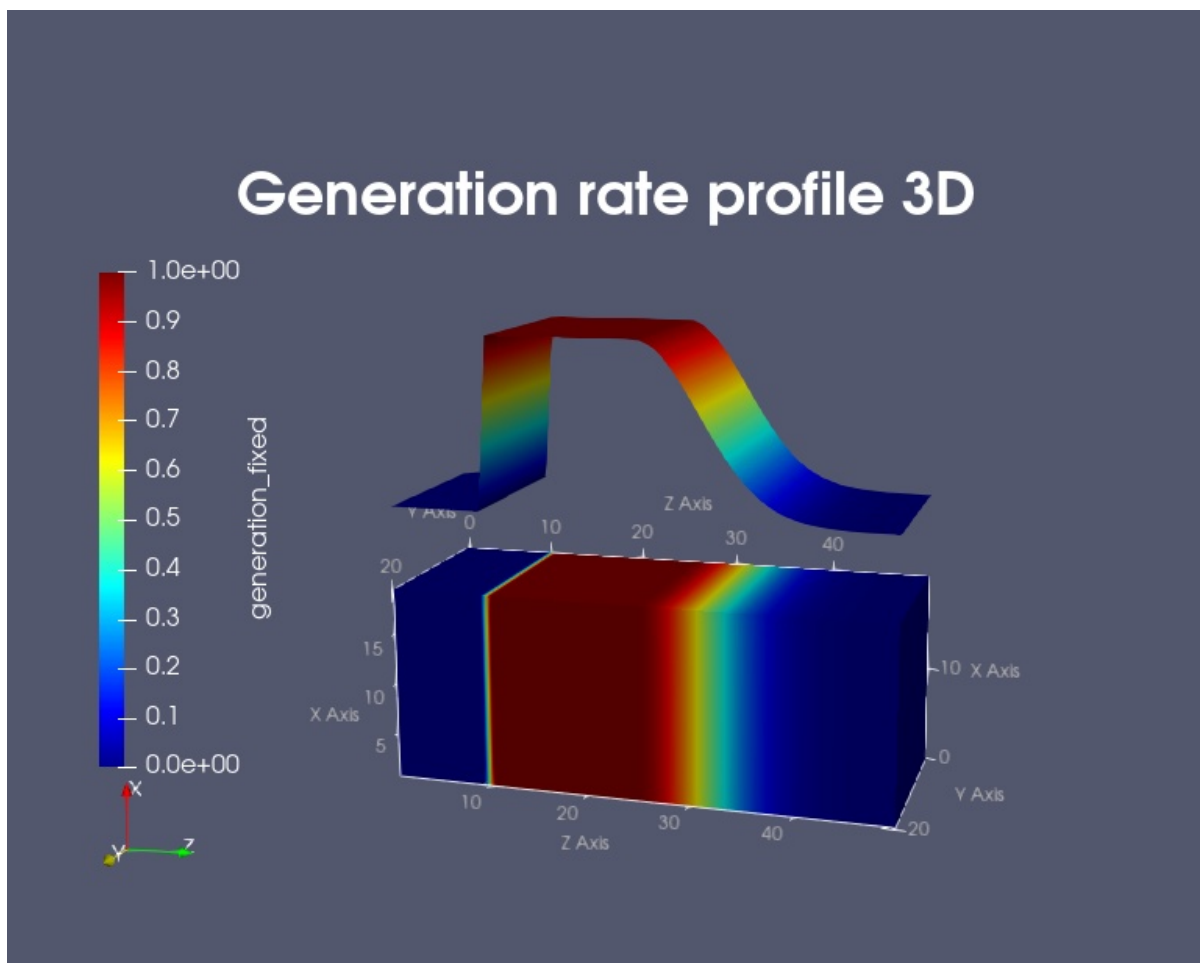 Generation rate profile 3D
1.0e+00
0.9
0.8
0.7
0.6
0.5
0.4
0.3
0.2
0.1
0.0e+00
generation_fixed
Y Axis
0
10
20
30
40
Z Axis
20
15
10
5
X Axis
10
X Axis
0
Y Axis
20
10
20
30
40
Z Axis
X
Y
Z